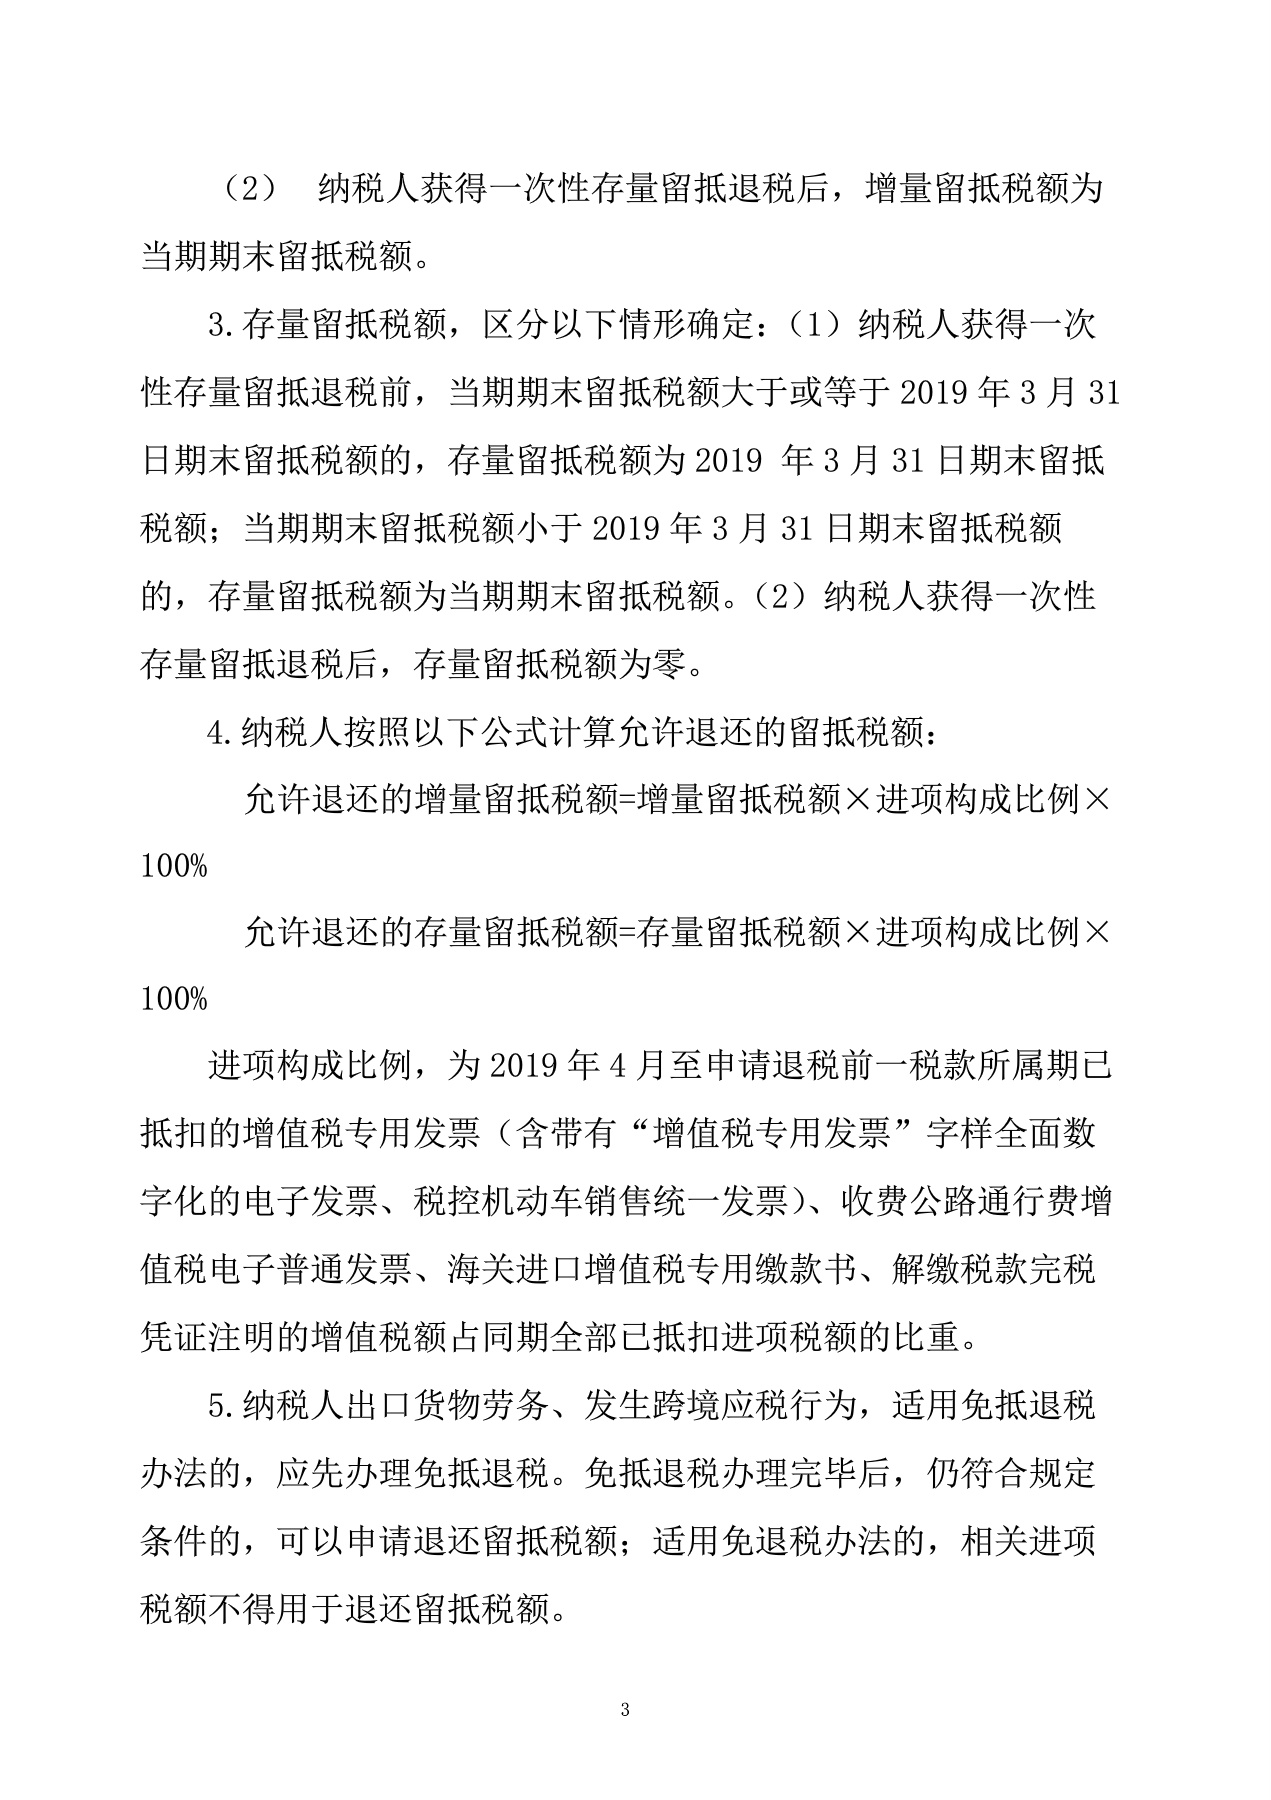 （2） 纳税人获得一次性存量留抵退税后，增量留抵税额为
当期期末留抵税额。
3.存量留抵税额，区分以下情形确定：（1）纳税人获得一次
性存量留抵退税前，当期期末留抵税额大于或等于 2019 年 3 月 31
日期末留抵税额的，存量留抵税额为 2019 年 3 月 31 日期末留抵
税额；当期期末留抵税额小于 2019 年 3 月 31 日期末留抵税额
的，存量留抵税额为当期期末留抵税额。（2）纳税人获得一次性
存量留抵退税后，存量留抵税额为零。
4.纳税人按照以下公式计算允许退还的留抵税额：
允许退还的增量留抵税额=增量留抵税额×进项构成比例×
100%
允许退还的存量留抵税额=存量留抵税额×进项构成比例×
100%
进项构成比例，为 2019 年 4 月至申请退税前一税款所属期已
抵扣的增值税专用发票（含带有“增值税专用发票”字样全面数
字化的电子发票、税控机动车销售统一发票）、收费公路通行费增
值税电子普通发票、海关进口增值税专用缴款书、解缴税款完税
凭证注明的增值税额占同期全部已抵扣进项税额的比重。
5.纳税人出口货物劳务、发生跨境应税行为，适用免抵退税
办法的，应先办理免抵退税。免抵退税办理完毕后，仍符合规定
条件的，可以申请退还留抵税额；适用免退税办法的，相关进项
税额不得用于退还留抵税额。
3